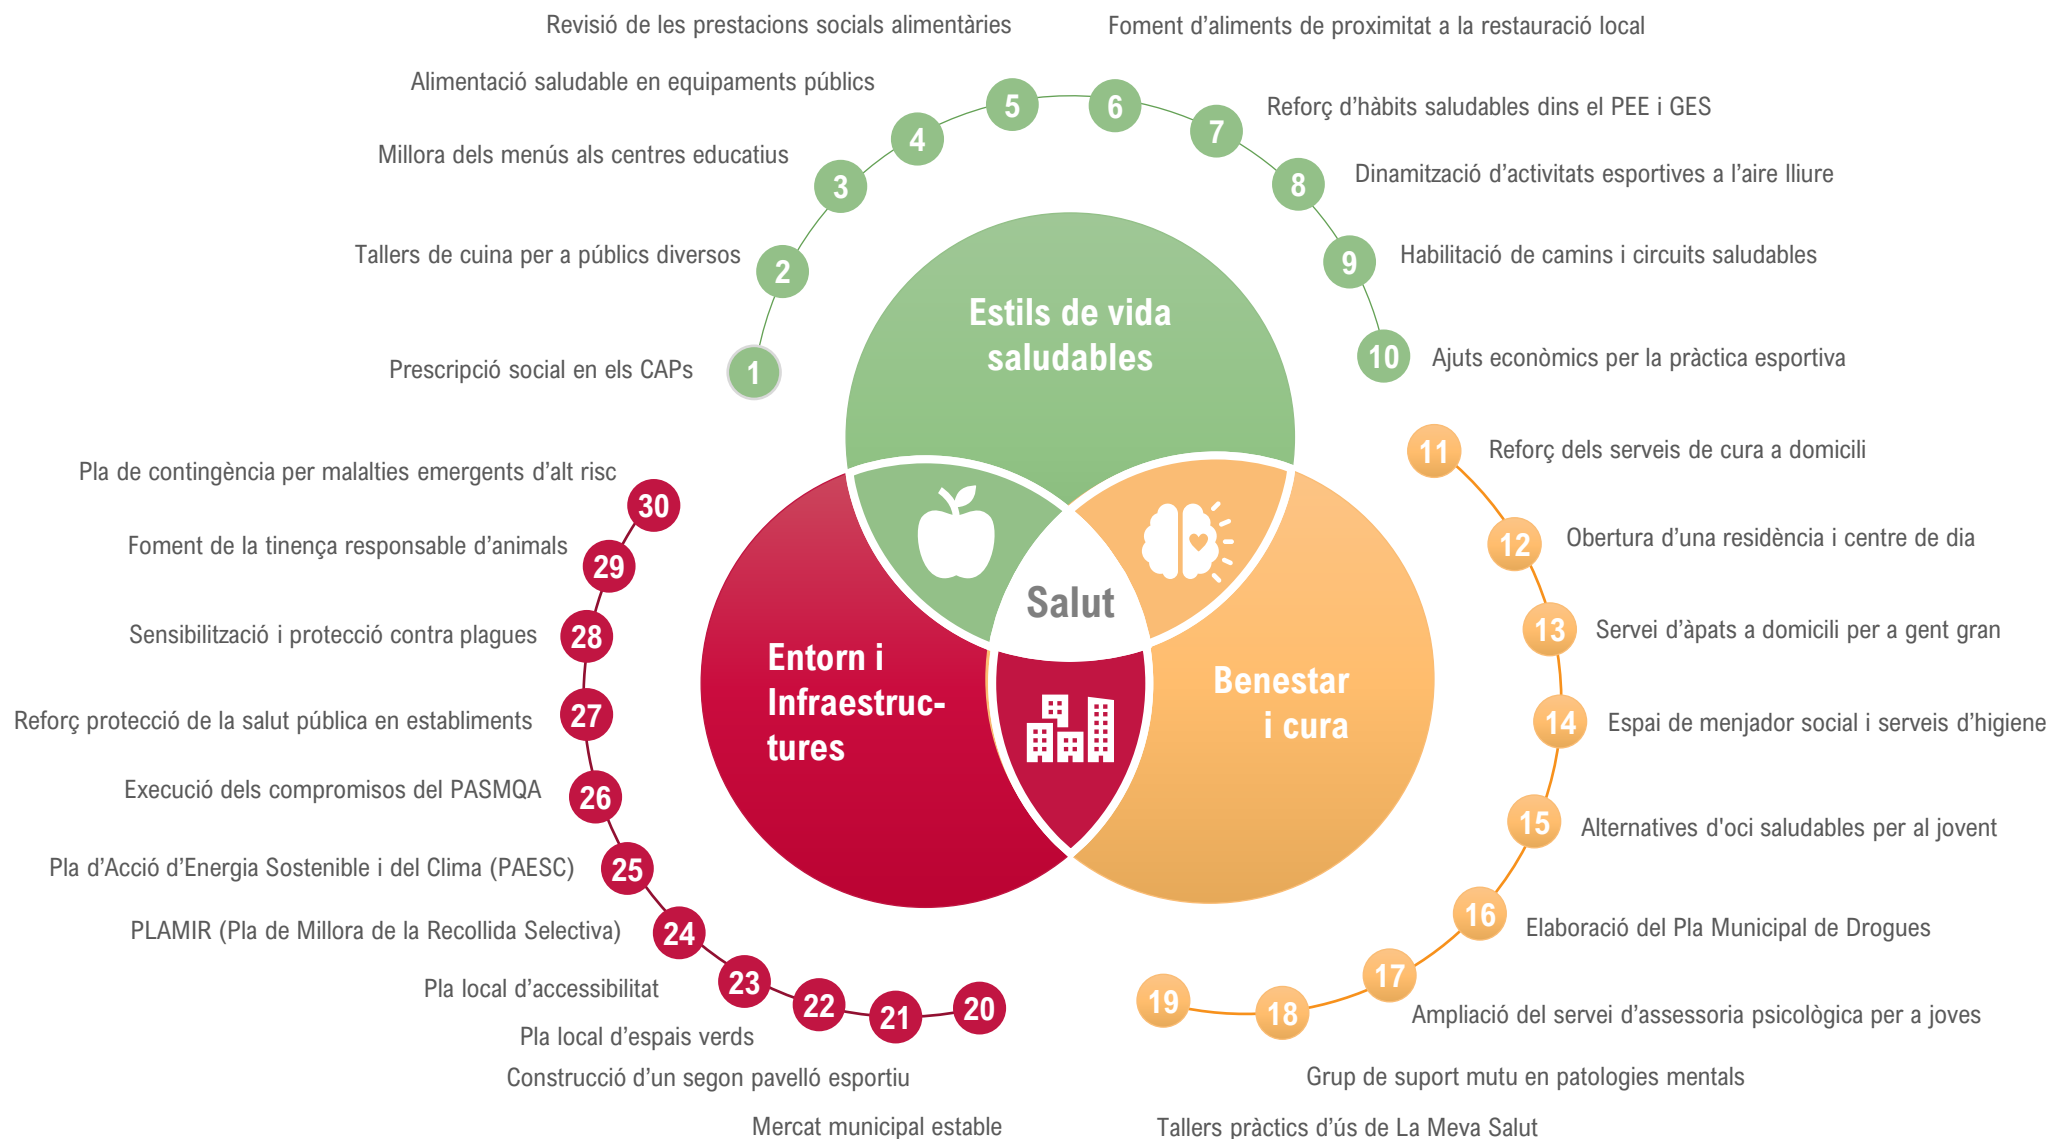 Revisió de les prestacions socials alimentàries
Foment d’aliments de proximitat a la restauració local
Alimentació saludable en equipaments públics
Reforç d’hàbits saludables dins el PEE i GES
Millora dels menús als centres educatius
Dinamització d’activitats esportives a l’aire lliure
Tallers de cuina per a públics diversos
Habilitació de camins i circuits saludables
Prescripció social en els CAPs
Ajuts econòmics per la pràctica esportiva
1
2
3
4
5
6
7
8
9
10
Estils de vida
saludables
Salut
Entorn i
Infraestruc-
tures
Benestar
i cura
11
Reforç dels serveis de cura a domicili
12
Obertura d’una residència i centre de dia
13
Servei d’àpats a domicili per a gent gran
14
Espai de menjador social i serveis d’higiene
15
Alternatives d'oci saludables per al jovent
16
Elaboració del Pla Municipal de Drogues
17
Ampliació del servei d’assessoria psicològica per a joves
18
Grup de suport mutu en patologies mentals
19
Tallers pràctics d’ús de La Meva Salut
Pla de contingència per malalties emergents d’alt risc
30
Foment de la tinença responsable d’animals
29
Sensibilització i protecció contra plagues
28
Reforç protecció de la salut pública en establiments
27
Execució dels compromisos del PASMQA
26
Pla d’Acció d’Energia Sostenible i del Clima (PAESC)
25
PLAMIR (Pla de Millora de la Recollida Selectiva)
24
Pla local d’accessibilitat
23
Pla local d’espais verds
22
Construcció d’un segon pavelló esportiu
21
Mercat municipal estable
20